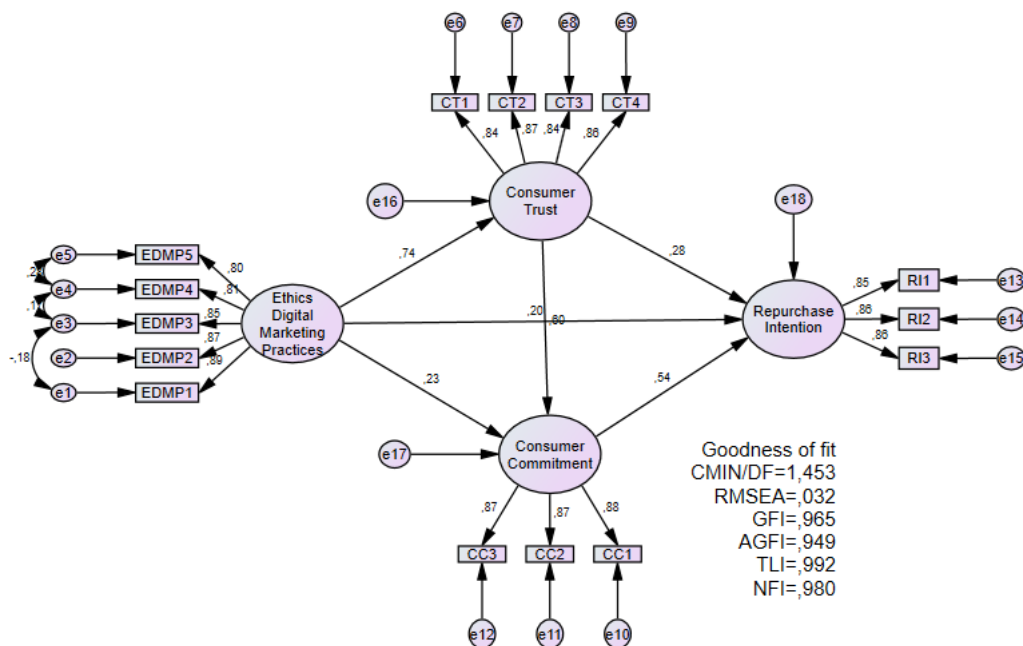 e6
e7
e8
e9
CT1
CT2
CT3
CT4
,84
,87
,84
,86
e16
Consumer
Trust
e18
e5
EDMP5
,80
,74
,28
e4
EDMP4
,81
e3
EDMP3
,85
Ethics
Digital
Marketing
Practices
,20
,60
e2
EDMP2
,87
-,18
e1
EDMP1
,89
Repurchase
Intention
,85
RI1
e13
,86
RI2
e14
,86
RI3
e15
,23
,54
e17
Consumer
Commitment
,87
,87
,88
CC3
CC2
CC1
e12
e11
e10
Goodness of fit
CMIN/DF=1,453
RMSEA=,032
GFI=,965
AGFI=,949
TLI=,992
NFI=,980